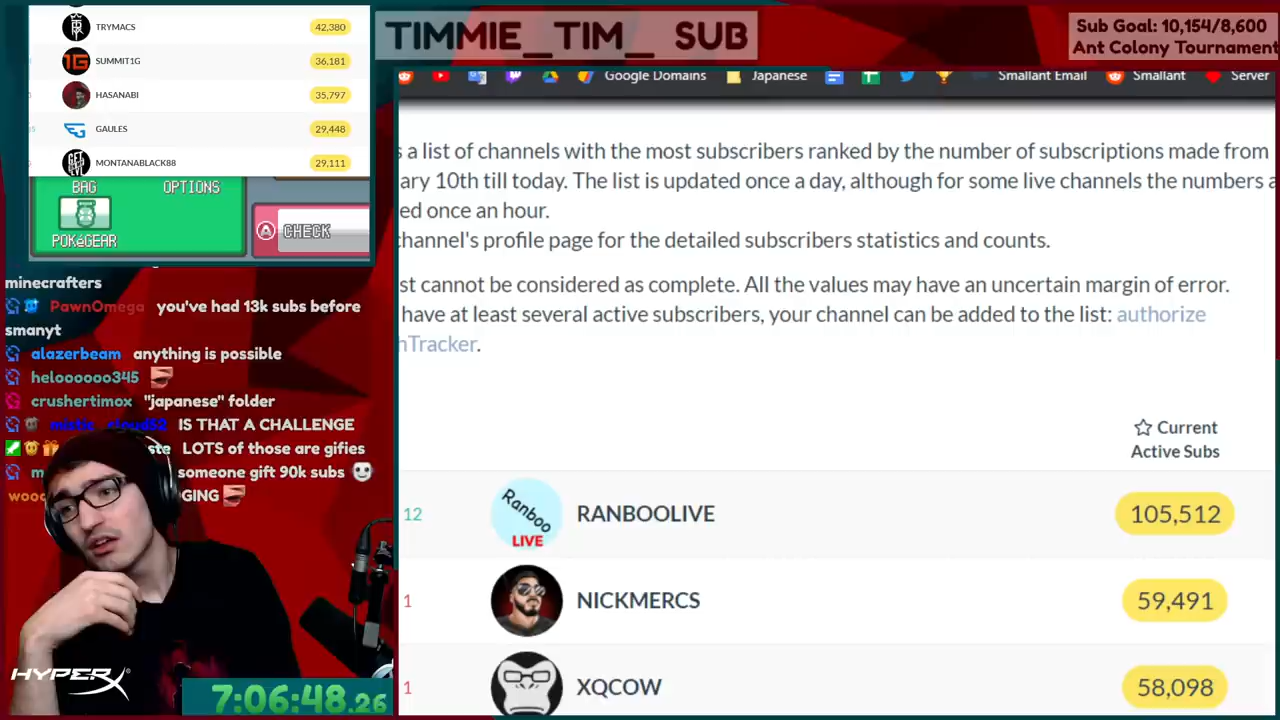 TRYMACS 42,380
SUMMIT1G 36,181
HASANABI 35,797
GAULES 29,448
MONTANABLACK88 29,111
BAG OPTIONS
POKéGEAR
A CHECK
TIMMIE_TIM_ SUB
Sub Goal: 10,154/8,600
Ant Colony Tournament
Google Domains Japanese Smallant Email Smallant Server
s a list of channels with the most subscribers ranked by the number of subscriptions made from
ary 10th till today. The list is updated once a day, although for some live channels the numbers a
ed once an hour.
channel's profile page for the detailed subscribers statistics and counts.
st cannot be considered as complete. All the values may have an uncertain margin of error.
have at least several active subscribers, your channel can be added to the list: authorize
nTracker.
Current
Active Subs
12 Ranboo LIVE RANBOOLIVE 105,512
1 NICKMERCS 59,491
1 XQCOW 58,098
minecrafters
PawnOmega you've had 13k subs before
smanyt
alazerbeam anything is possible
heloooooo345
crushertimox "japanese" folder
mistic_cloud52 IS THAT A CHALLENGE
ste LOTS of those are gifies
m someone gift 90k subs
wooo GING
HYPERX
7:06:48.26